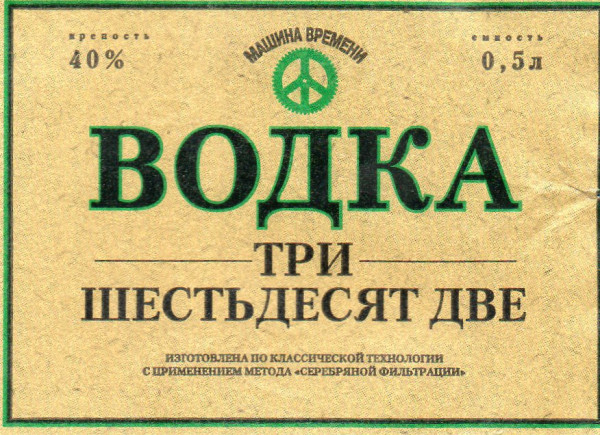 крепость
40%
МАШИНА ВРЕМЕНИ
емкость
0,5л
ВОДКА
ТРИ
ШЕСТЬДЕСЯТ ДВЕ
ИЗГОТОВЛЕНА ПО КЛАССИЧЕСКОЙ ТЕХНОЛОГИИ
С ПРИМЕНЕНИЕМ МЕТОДА «СЕРЕБРЯНОЙ ФИЛЬТРАЦИИ»